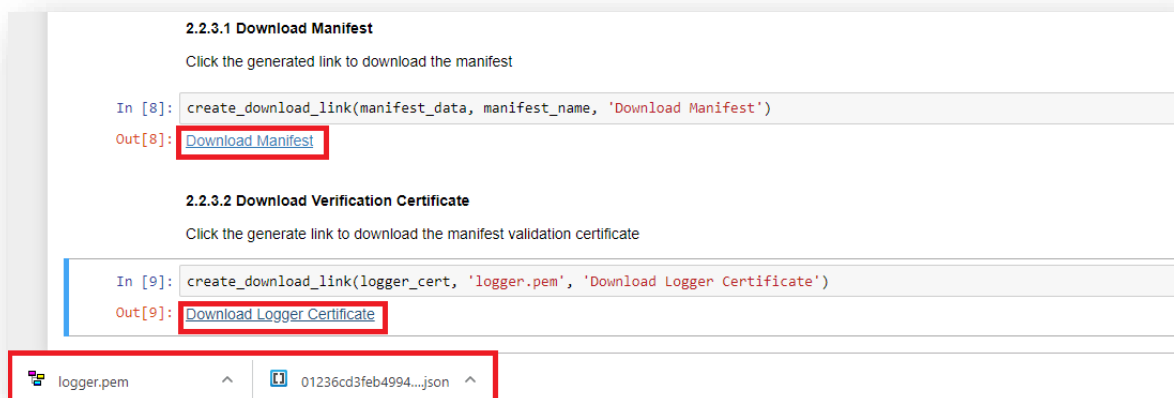 2.2.3.1 Download Manifest
Click the generated link to download the manifest
In [8]: create_download_link(manifest_data, manifest_name, 'Download Manifest')
Out[8]: Download Manifest
2.2.3.2 Download Verification Certificate
Click the generate link to download the manifest validation certificate
In [9]: create_download_link(logger_cert, 'logger.pem', 'Download Logger Certificate')
Out[9]: Download Logger Certificate
logger.pem 01236cd3feb4994....json